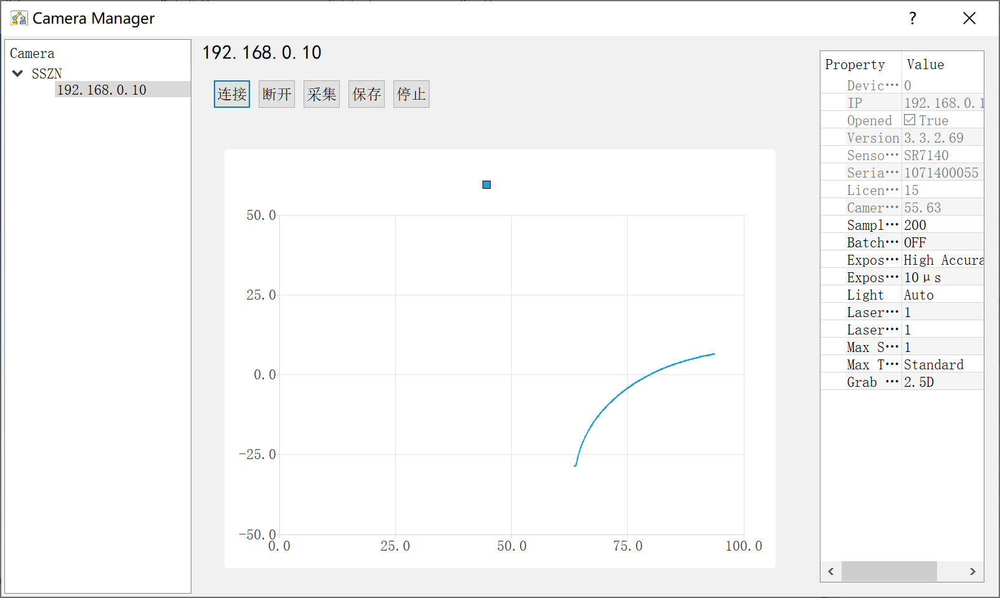 Camera Manager
?
Camera
SSZN
192.168.0.10
192.168.0.10
连接 断开 采集 保存 停止
50.0
25.0
0.0
-25.0
-50.0
0.0 25.0 50.0 75.0 100.0
Property Value
Devic… 0
IP 192.168.0.1
Opened True
Version 3.3.2.69
Senso… SR7140
Seria… 1071400055
Licen… 15
Camer… 55.63
Sampl… 200
Batch… OFF
Expos… High Accura
Expos… 10μs
Light Auto
Laser… 1
Laser… 1
Max S… 1
Max T… Standard
Grab … 2.5D